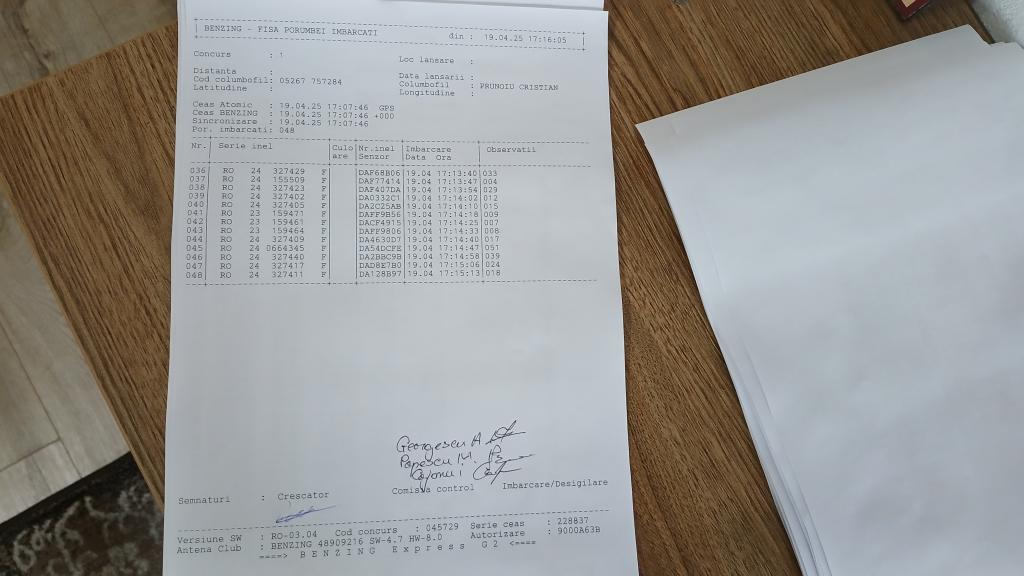 BENZING - FISA PORUMBEI IMBARCATI din : 19.04.25 17:16:05
Concurs : 1 Loc lansare :
Distanta : Data lansarii :
Cod columbofil: 05267 757284 Columbofil : PRUNOIU CRISTIAN
Latitudine : Longitudine :
Ceas Atomic : 19.04.25 17:07:46 GPS
Ceas BENZING : 19.04.25 17:07:46 +000
Sincronizare : 19.04.25 17:07:46
Por. imbarcati: 048
Nr. Serie inel Culo Nr.inel Imbarcare Observatii
are Senzor Data Ora
036 RO 24 327429 F DAF68B06 19.04 17:13:40 033
037 RO 24 155509 F DAF77414 19.04 17:13:47 004
038 RO 24 327423 F DAF407DA 19.04 17:13:54 029
039 RO 24 327402 F DA0332C1 19.04 17:14:02 012
040 RO 24 327405 F DA2C25AB 19.04 17:14:10 015
041 RO 23 159471 F DAFF9B56 19.04 17:14:18 009
042 RO 23 159461 F DACF4915 19.04 17:14:25 007
043 RO 23 159464 F DAFF9806 19.04 17:14:33 008
044 RO 24 327409 F DA4630D7 19.04 17:14:40 017
045 RO 24 0664345 F DA54DCFE 19.04 17:14:47 051
046 RO 24 327440 F DA2BBC9B 19.04 17:14:58 039
047 RO 24 327417 F DAD8E7B0 19.04 17:15:06 024
048 RO 24 327411 F DA128B97 19.04 17:15:13 018
Georgescu A
Popescu M.
Semnaturi : Crescator Comisia control Imbarcare/Desigilare
Versiune SW : RO-03.04 Cod concurs : 045729 Serie ceas : 228837
Antena Club : BENZING 48909216 SW-4.7 HW-8.0 Autorizare : 9000A63B
====> B E N Z I N G E x p r e s s G 2 <====